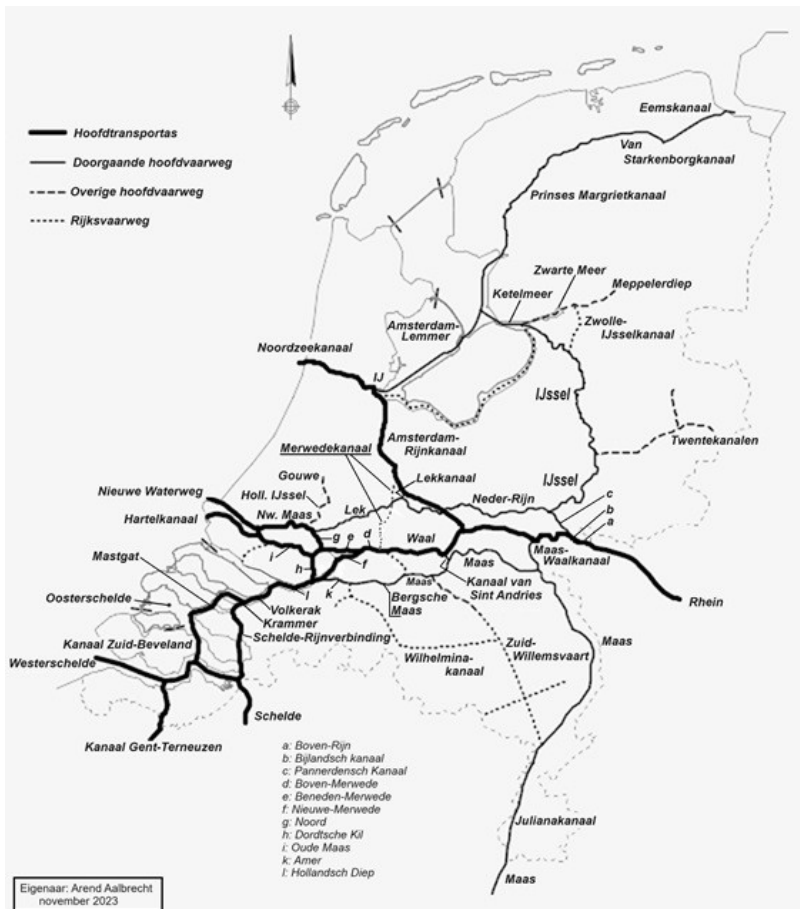 Eemskanaal
Van
Starkenborgkanaal
Hoofdtransportas
Doorgaande hoofdvaarweg
Overige hoofdvaarweg
Rijksvaarweg
Prinses Margrietkanaal
Zwarte Meer
Meppelerdiep
Ketelmeer
Amsterdam-
Lemmer
Zwolle-
IJsselkanaal
Noordzeekanaal
IJ
IJssel
Amsterdam-
Rijnkanaal
Twentekanalen
Merwedekanaal
Lekkanaal
IJssel
Gouwe
Nieuwe Waterweg
Holl. IJssel
Lek
Neder-Rijn
c
b
a
Hartelkanaal
Nw. Maas
g
e
d
Waal
Mastgat
i
h
f
Maas
Maas-
Waalkanaal
Maas
Kanaal van
Sint Andries
Oosterschelde
l
k
Bergsche
Maas
Rhein
Volkerak
Krammer
Schelde-Rijnverbinding
Kanaal Zuid-Beveland
Westerschelde
Wilhelmina-
kanaal
Zuid-
Willemsvaart
Maas
Schelde
Kanaal Gent-Terneuzen
a: Boven-Rijn
b: Bijlandsch kanaal
c: Pannerdensch Kanaal
d: Boven-Merwede
e: Beneden-Merwede
f: Nieuwe-Merwede
g: Noord
h: Dordtsche Kil
i: Oude Maas
k: Amer
l: Hollandsch Diep
Julianakanaal
Maas
Eigenaar: Arend Aalbrecht
november 2023